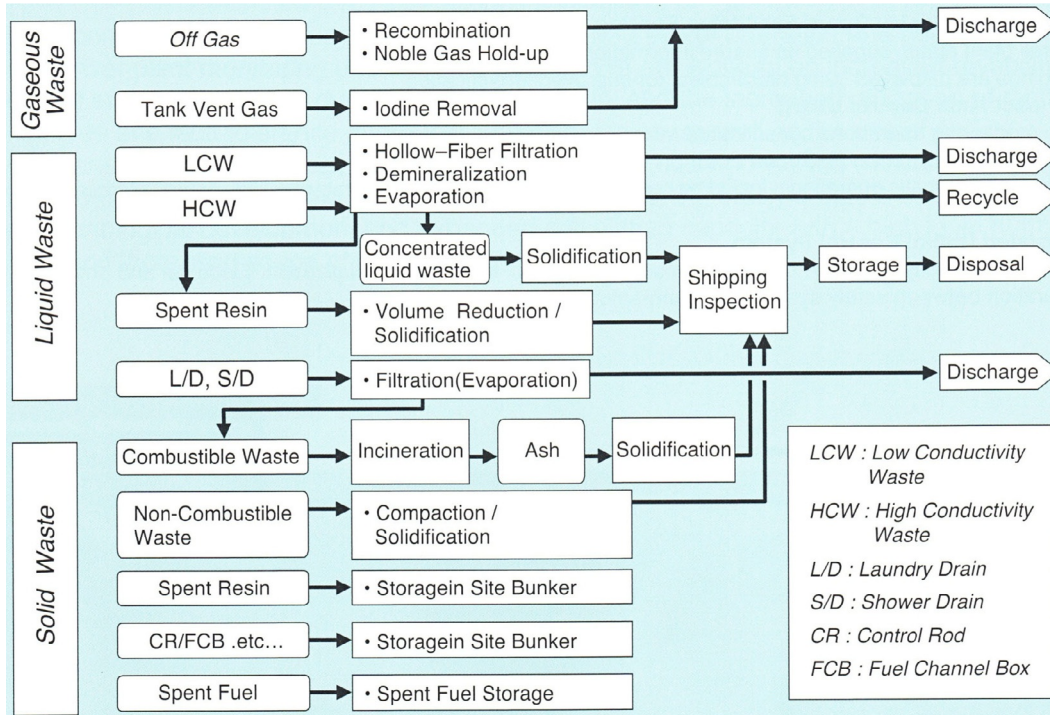 Gaseous
Waste
Off Gas
• Recombination
• Noble Gas Hold-up
Discharge
Tank Vent Gas
• Iodine Removal
Liquid Waste
LCW
HCW
• Hollow–Fiber Filtration
• Demineralization
• Evaporation
Discharge
Recycle
Concentrated
liquid waste
Solidification
Shipping
Inspection
Storage
Disposal
Spent Resin
• Volume Reduction /
Solidification
L/D, S/D
• Filtration(Evaporation)
Discharge
Solid Waste
Combustible Waste
Incineration
Ash
Solidification
Non-Combustible
Waste
• Compaction /
Solidification
Spent Resin
• Storagein Site Bunker
CR/FCB .etc...
• Storagein Site Bunker
Spent Fuel
• Spent Fuel Storage
LCW : Low Conductivity
Waste
HCW : High Conductivity
Waste
L/D : Laundry Drain
S/D : Shower Drain
CR : Control Rod
FCB : Fuel Channel Box